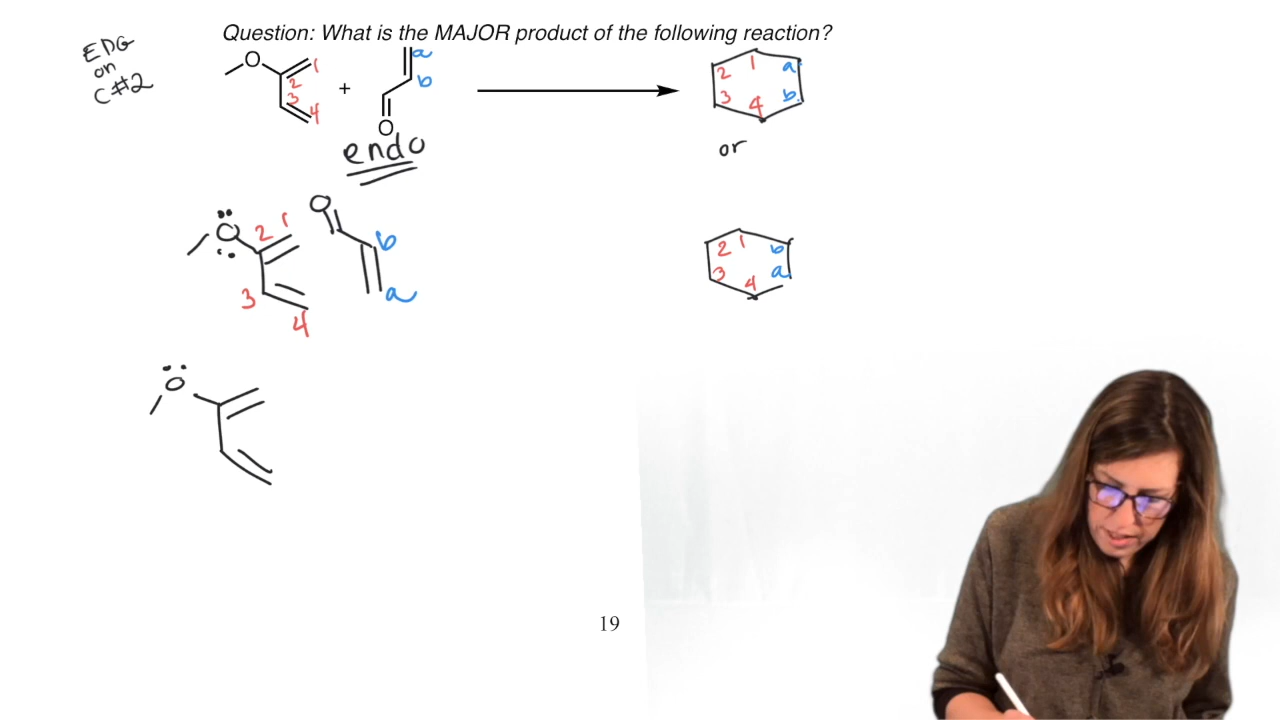 Question: What is the MAJOR product of the following reaction?
EDG
on
C#2
O 1 2 3 4 + a b O
1 2 3 4 a b
endo
or
O 2 1 3 4 O b a
2 1 b 3 4 a
O
19